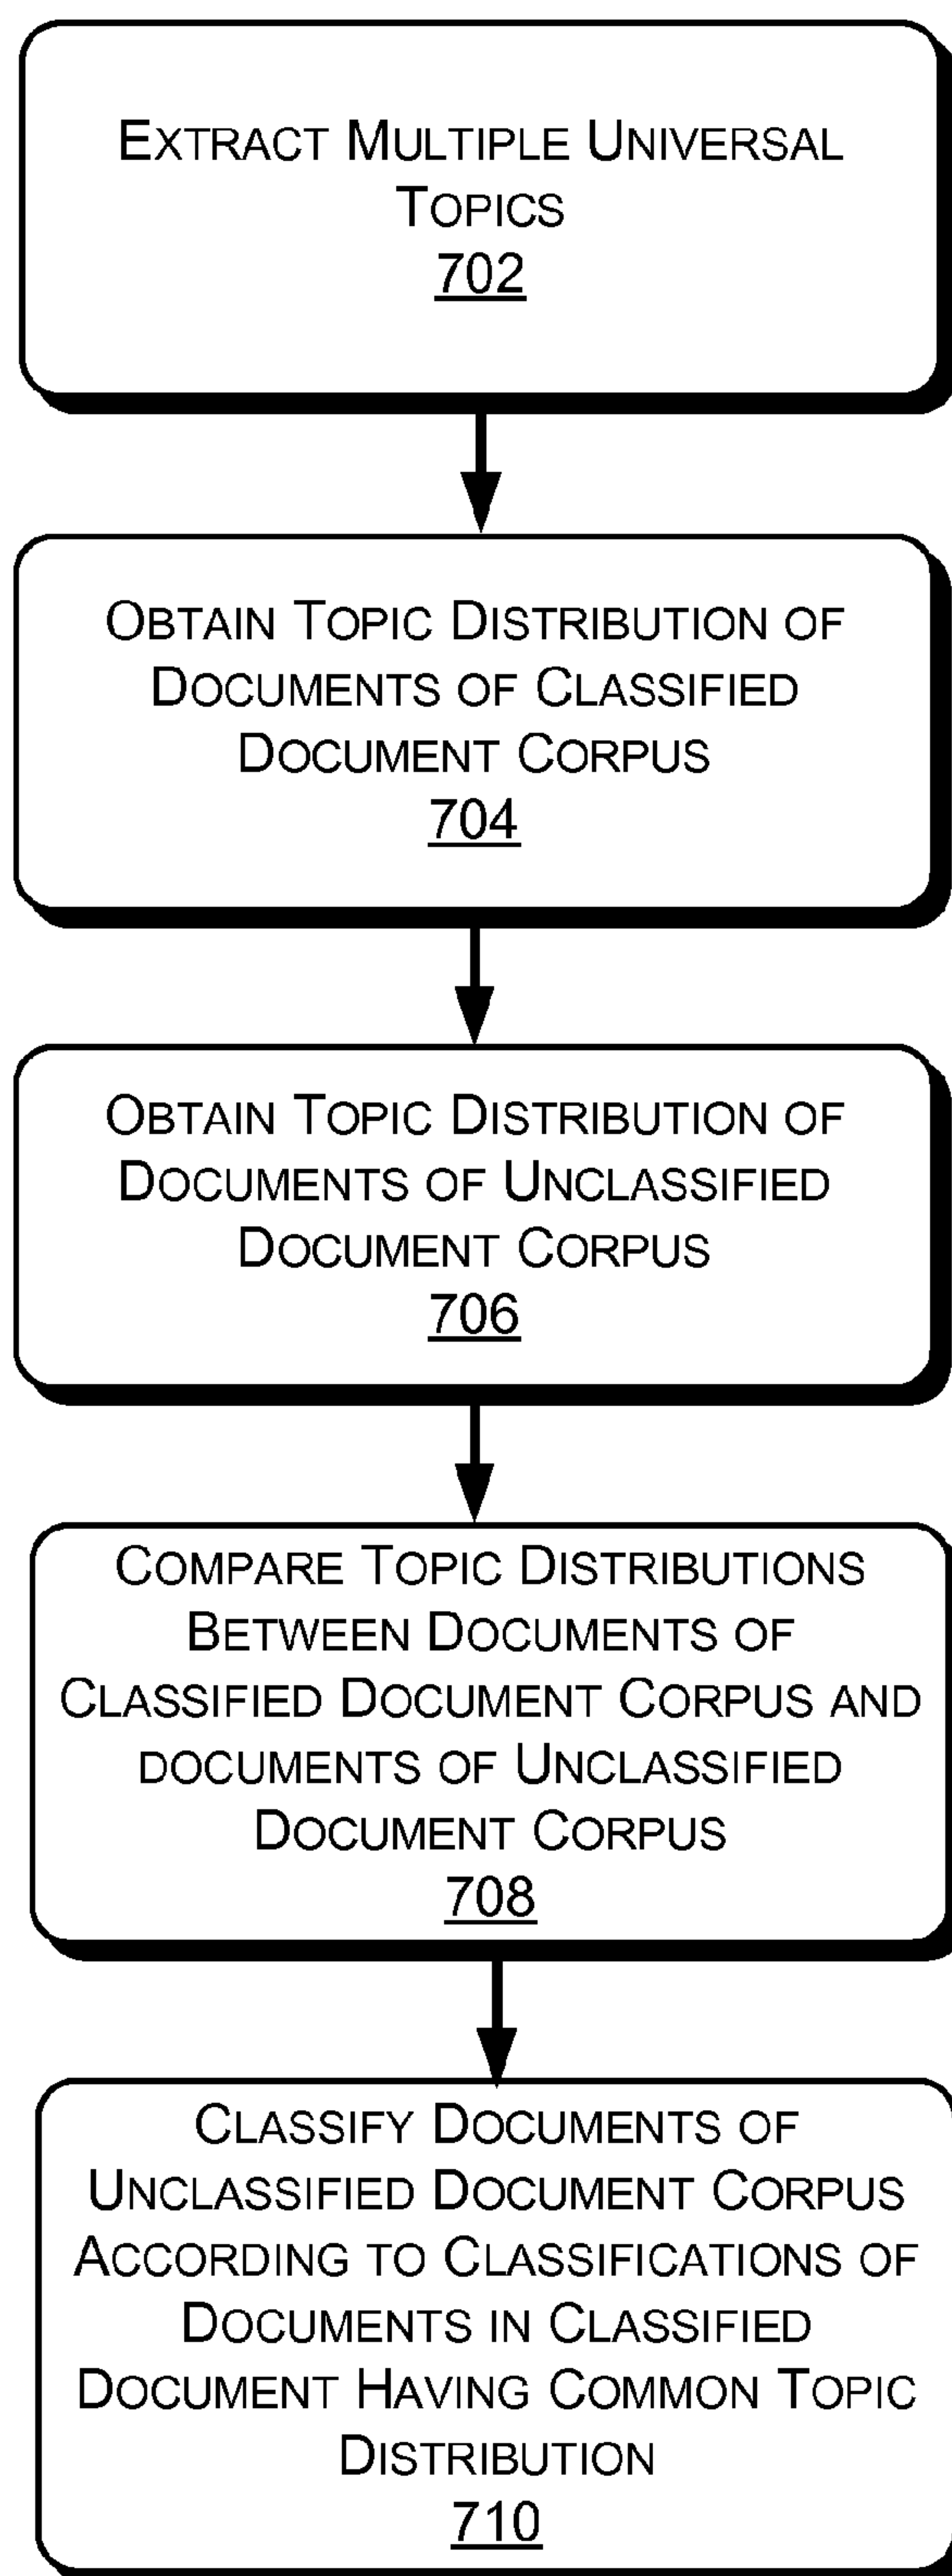 EXTRACT MULTIPLE UNIVERSAL
TOPICS
702
OBTAIN TOPIC DISTRIBUTION OF
DOCUMENTS OF CLASSIFIED
DOCUMENT CORPUS
704
OBTAIN TOPIC DISTRIBUTION OF
DOCUMENTS OF UNCLASSIFIED
DOCUMENT CORPUS
706
COMPARE TOPIC DISTRIBUTIONS
BETWEEN DOCUMENTS OF
CLASSIFIED DOCUMENT CORPUS AND
DOCUMENTS OF UNCLASSIFIED
DOCUMENT CORPUS
708
CLASSIFY DOCUMENTS OF
UNCLASSIFIED DOCUMENT CORPUS
ACCORDING TO CLASSIFICATIONS OF
DOCUMENTS IN CLASSIFIED
DOCUMENT HAVING COMMON TOPIC
DISTRIBUTION
710